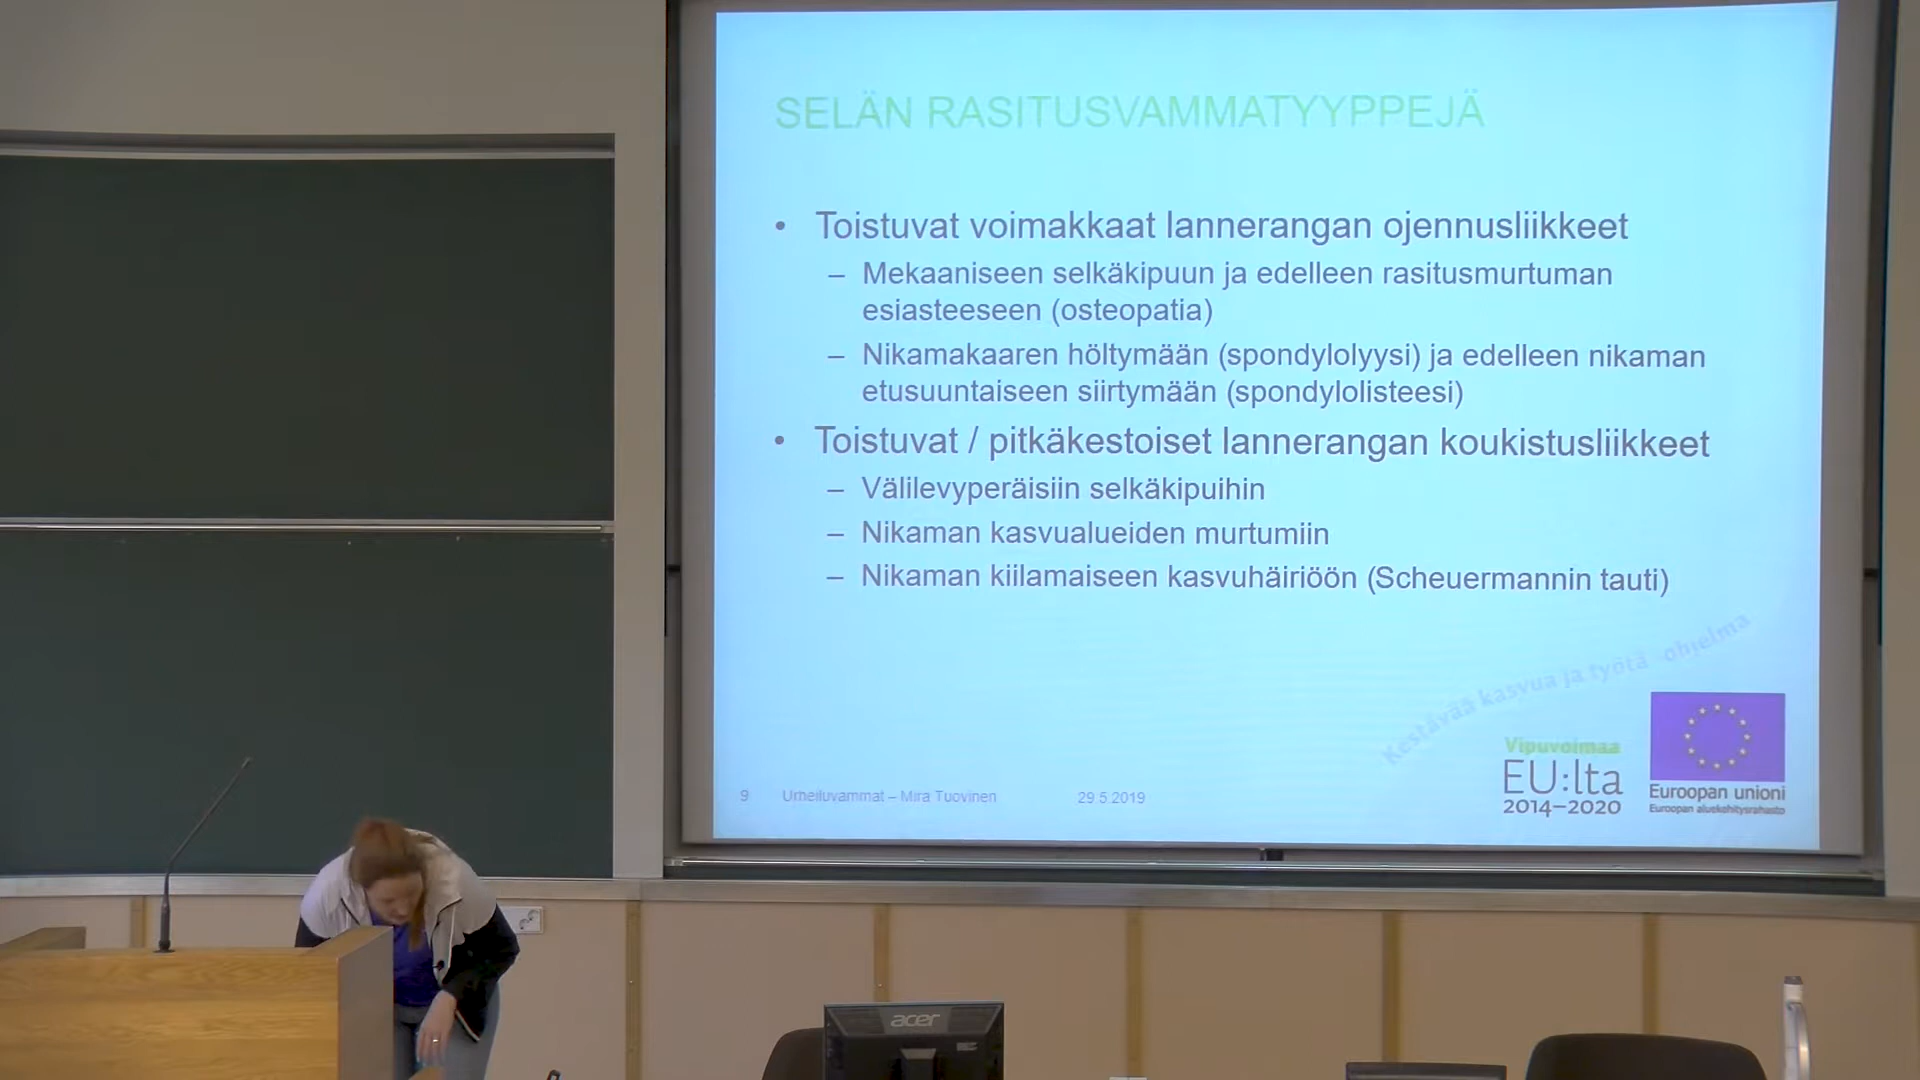 SELÄN RASITUSVAMMATYYPPEJÄ
• Toistuvat voimakkaat lannerangan ojennusliikkeet
– Mekaaniseen selkäkipuun ja edelleen rasitusmurtuman
esiasteeseen (osteopatia)
– Nikamakaaren höltymään (spondylolyysi) ja edelleen nikaman
etusuuntaiseen siirtymään (spondylolisteesi)
• Toistuvat / pitkäkestoiset lannerangan koukistusliikkeet
– Välilevyperäisiin selkäkipuihin
– Nikaman kasvualueiden murtumiin
– Nikaman kiilamaiseen kasvuhäiriöön (Scheuermannin tauti)
Kestävää kasvua ja työtä -ohjelma
Vipuvoimaa
EU:lta
2014–2020
Euroopan unioni
Euroopan aluekehitysrahasto
9 Urheiluvammat – Mira Tuovinen 29.5.2019
acer